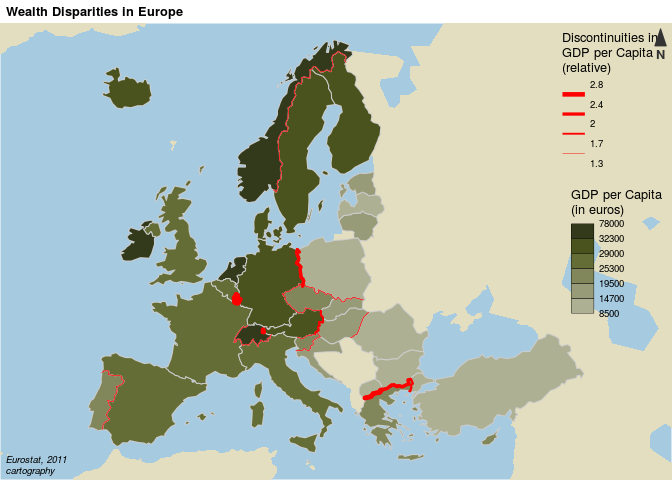 Wealth Disparities in Europe
Discontinuities in
GDP per Capita
(relative)
N
2.8
2.4
2
1.7
1.3
GDP per Capita
(in euros)
78000
32300
29000
25300
19500
14700
8500
Eurostat, 2011
cartography